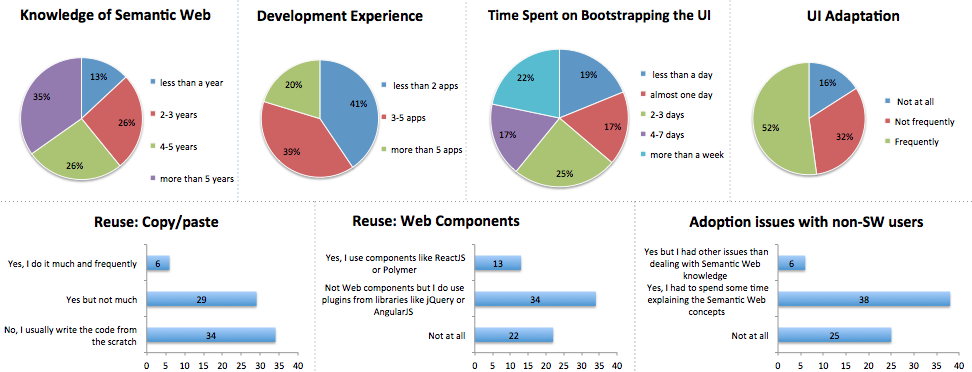 Knowledge of Semantic Web
13%
26%
26%
35%
less than a year
2-3 years
4-5 years
more than 5 years
Development Experience
41%
39%
20%
less than 2 apps
3-5 apps
more than 5 apps
Time Spent on Bootstrapping the UI
19%
17%
25%
17%
22%
less than a day
almost one day
2-3 days
4-7 days
more than a week
UI Adaptation
16%
32%
52%
Not at all
Not frequently
Frequently
Reuse: Copy/paste
Yes, I do it much and frequently
6
Yes but not much
29
No, I usually write the code from
the scratch
34
0 5 10 15 20 25 30 35 40
Reuse: Web Components
Yes, I use components like ReactJS
or Polymer
13
Not Web components but I do use
plugins from libraries like jQuery or
AngularJS
34
Not at all
22
0 5 10 15 20 25 30 35 40
Adoption issues with non-SW users
Yes but I had other issues than
dealing with Semantic Web
knowledge
6
Yes, I had to spend some time
explaining the Semantic Web
concepts
38
Not at all
25
0 5 10 15 20 25 30 35 40